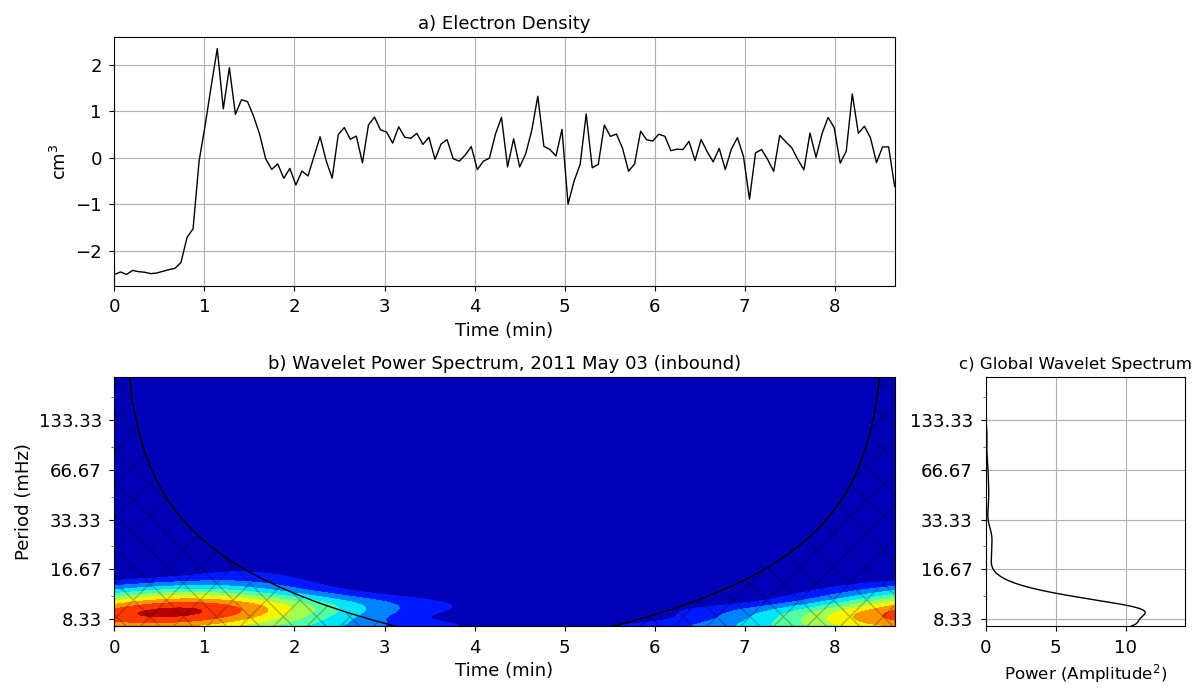 a) Electron Density
2
1
0
−1
−2
cm³
0 1 2 3 4 5 6 7 8
Time (min)
b) Wavelet Power Spectrum, 2011 May 03 (inbound)
133.33
66.67
33.33
16.67
8.33
Period (mHz)
0 1 2 3 4 5 6 7 8
Time (min)
c) Global Wavelet Spectrum
133.33
66.67
33.33
16.67
8.33
0 5 10
Power (Amplitude²)